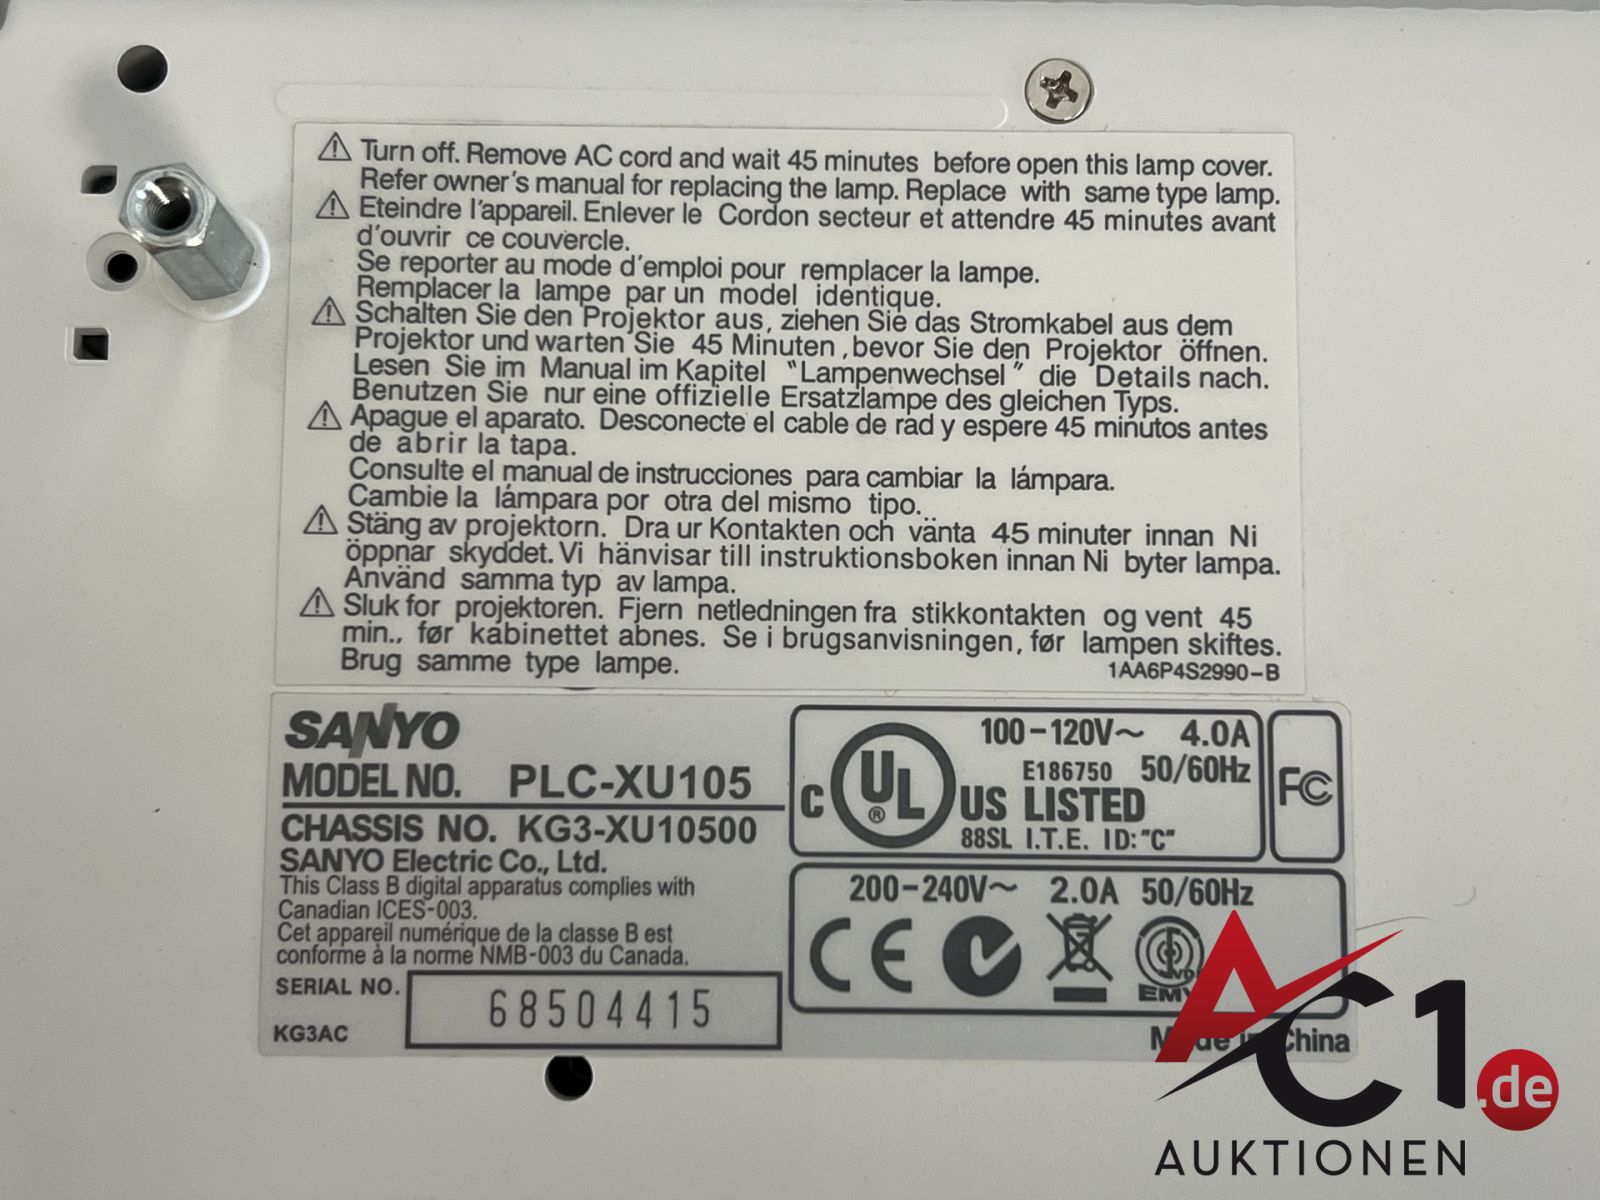 Turn off. Remove AC cord and wait 45 minutes before open this lamp cover.
Refer owner's manual for replacing the lamp. Replace with same type lamp.
Eteindre l'appareil. Enlever le Cordon secteur et attendre 45 minutes avant
d'ouvrir ce couvercle.
Se reporter au mode d'emploi pour remplacer la lampe.
Remplacer la lampe par un model identique.
Schalten Sie den Projektor aus, ziehen Sie das Stromkabel aus dem
Projektor und warten Sie 45 Minuten, bevor Sie den Projektor öffnen.
Lesen Sie im Manual im Kapitel "Lampenwechsel" die Details nach.
Benutzen Sie nur eine offizielle Ersatzlampe des gleichen Typs.
Apague el aparato. Desconecte el cable de rad y espere 45 minutos antes
de abrir la tapa.
Consulte el manual de instrucciones para cambiar la lámpara.
Cambie la lámpara por otra del mismo tipo.
Stäng av projektorn. Dra ur Kontakten och vänta 45 minuter innan Ni
öppnar skyddet. Vi hänvisar till instruktionsboken innan Ni byter lampa.
Använd samma typ av lampa.
Sluk for projektoren. Fjern netledningen fra stikkontakten og vent 45
min., før kabinettet abnes. Se i brugsanvisningen, før lampen skiftes.
Brug samme type lampe.
1AA6P4S2990-B
SANYO
MODEL NO. PLC-XU105
CHASSIS NO. KG3-XU10500
SANYO Electric Co., Ltd.
This Class B digital apparatus complies with
Canadian ICES-003.
Cet appareil numérique de la classe B est
conforme à la norme NMB-003 du Canada.
SERIAL NO. 68504415
KG3AC
100-120V~ 4.0A
E186750 50/60Hz
C UL® US LISTED
88SL I.T.E. ID:"C"
FC
200-240V~ 2.0A 50/60Hz
CE
Made in China
AC1.de
AUKTIONEN